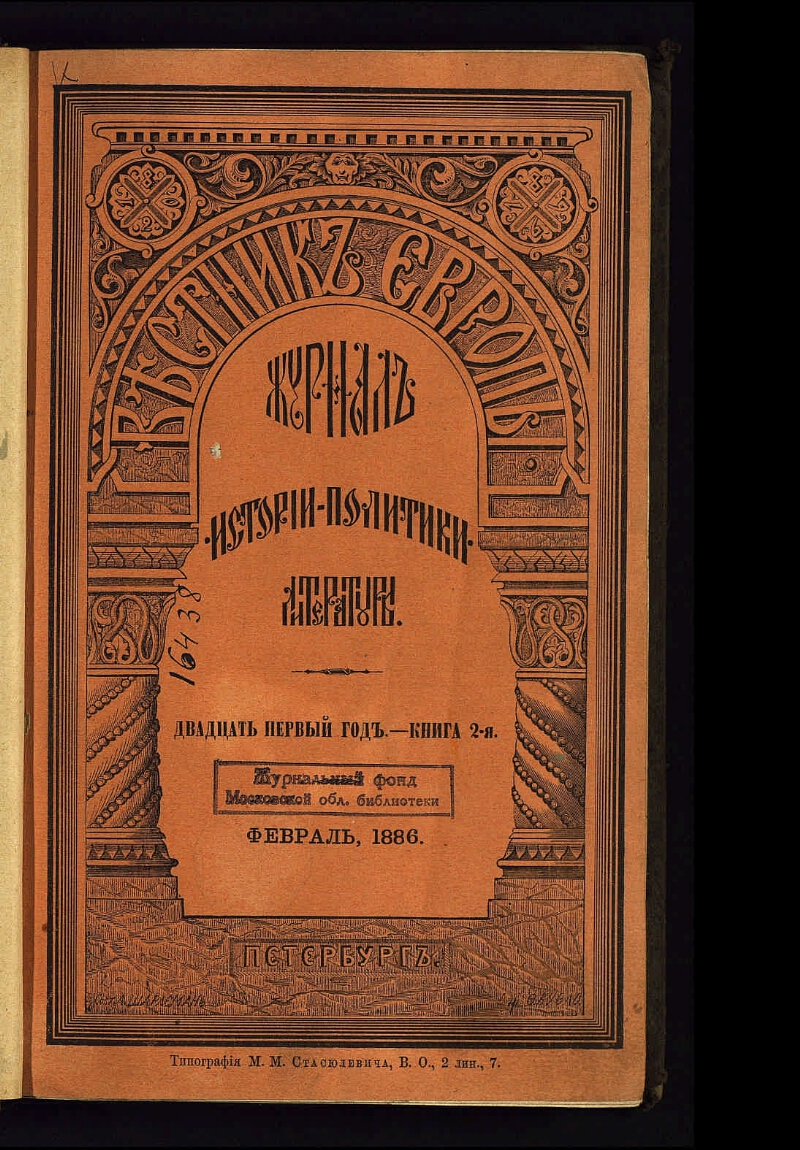 ВѢСТНИКЪ ЕВРОПЫ
ЖУРНАЛЪ
·ИСТОРІИ-ПОЛИТИКИ·
ЛИТЕРАТУРЫ.
16438
ДВАДЦАТЬ ПЕРВЫЙ ГОДЪ.—КНИГА 2-я.
Журнальный фонд
Московской обл. библиотеки
ФЕВРАЛЬ, 1886.
ПЕТЕРБУРГЪ.
Типографія М. М. Стасюлевича, В. О., 2 лин., 7.